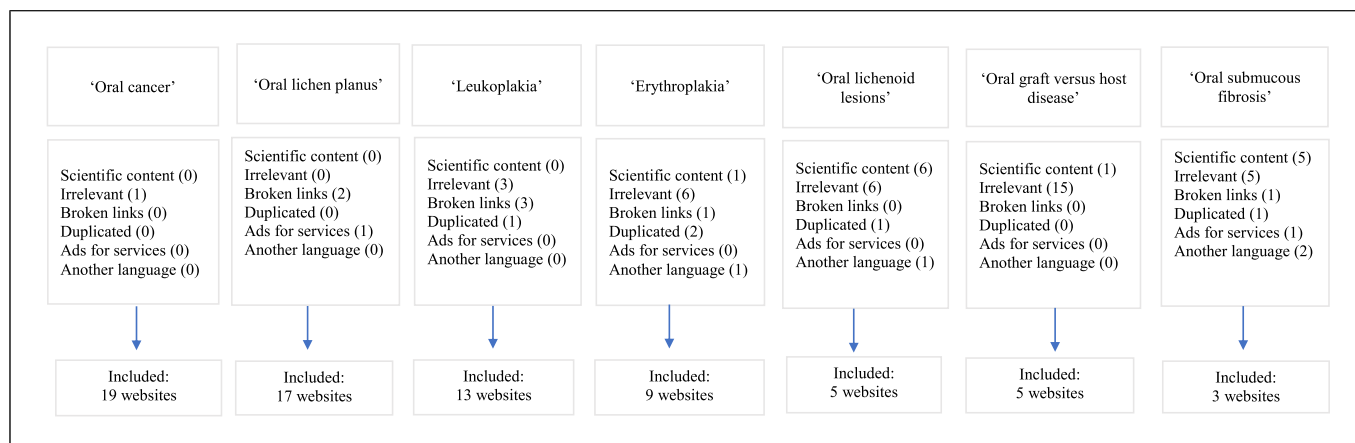 ‘Oral cancer’
Scientific content (0)
Irrelevant (1)
Broken links (0)
Duplicated (0)
Ads for services (0)
Another language (0)
Included:
19 websites
‘Oral lichen planus’
Scientific content (0)
Irrelevant (0)
Broken links (2)
Duplicated (0)
Ads for services (1)
Another language (0)
Included:
17 websites
‘Leukoplakia’
Scientific content (0)
Irrelevant (3)
Broken links (3)
Duplicated (1)
Ads for services (0)
Another language (0)
Included:
13 websites
‘Erythroplakia’
Scientific content (1)
Irrelevant (6)
Broken links (1)
Duplicated (2)
Ads for services (0)
Another language (1)
Included:
9 websites
‘Oral lichenoid
lesions’
Scientific content (6)
Irrelevant (6)
Broken links (0)
Duplicated (1)
Ads for services (0)
Another language (1)
Included:
5 websites
‘Oral graft versus host
disease’
Scientific content (1)
Irrelevant (15)
Broken links (0)
Duplicated (0)
Ads for services (0)
Another language (0)
Included:
5 websites
‘Oral submucous
fibrosis’
Scientific content (5)
Irrelevant (5)
Broken links (1)
Duplicated (1)
Ads for services (1)
Another language (2)
Included:
3 websites